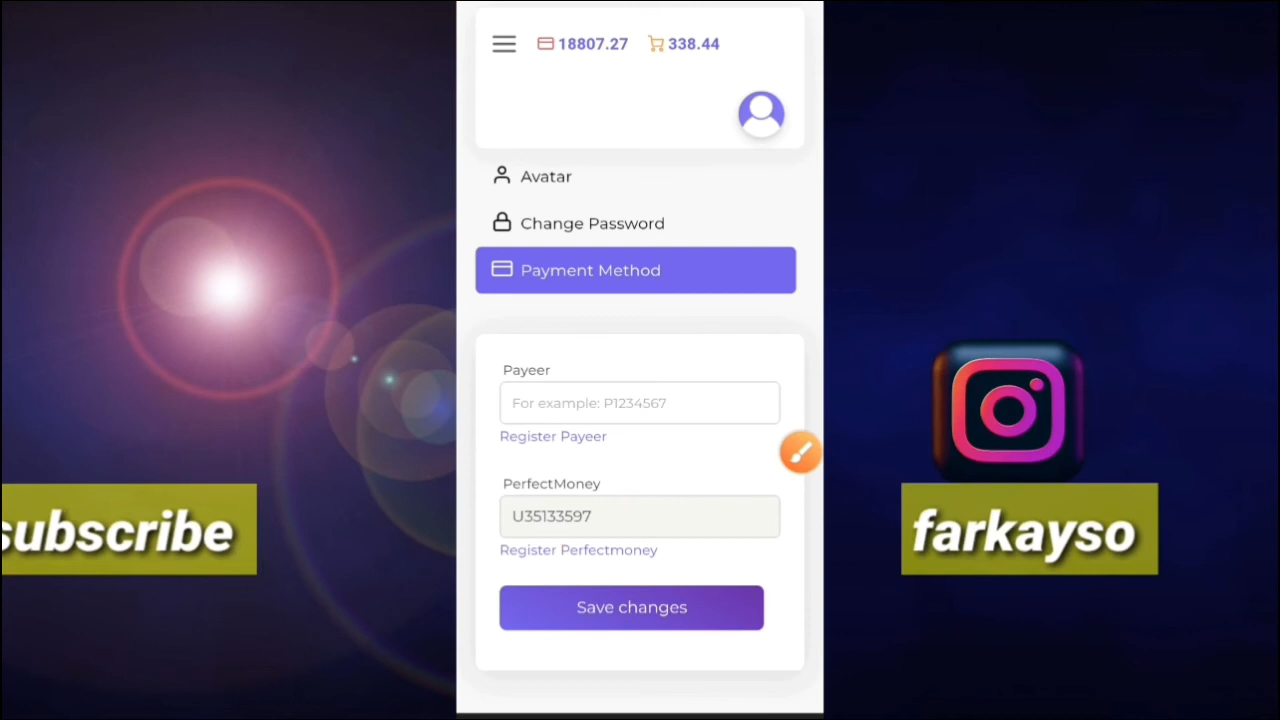 18807.27 338.44
Avatar
Change Password
Payment Method
Payeer
For example: P1234567
Register Payeer
PerfectMoney
U35133597
Register Perfectmoney
Save changes
subscribe
farkayso